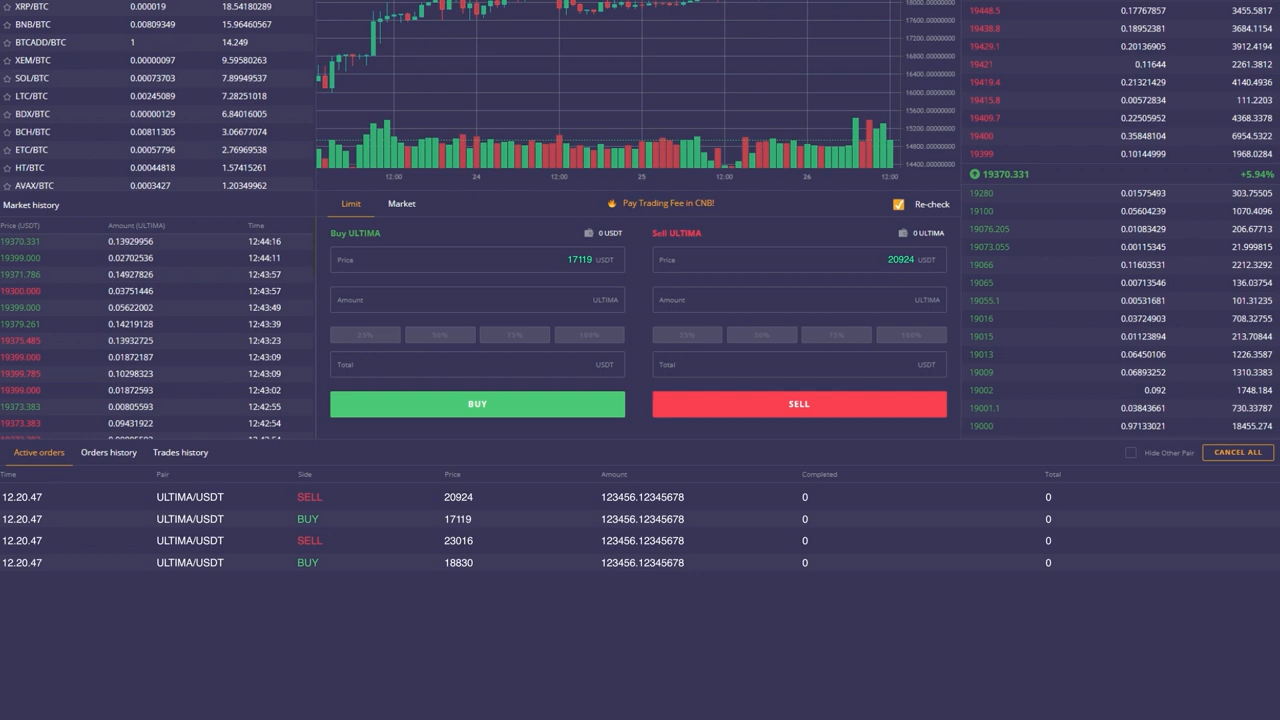 XRP/BTC 0.000019 18.54180289
BNB/BTC 0.00809349 15.96460567
BTCADD/BTC 1 14.249
XEM/BTC 0.00000097 9.59580263
SOL/BTC 0.00073703 7.89949537
LTC/BTC 0.00245089 7.28251018
BDX/BTC 0.00000129 6.84016005
BCH/BTC 0.00811305 3.06677074
ETC/BTC 0.00057796 2.76969538
HT/BTC 0.00044818 1.57415261
AVAX/BTC 0.0003427 1.20349962
Market history
Price (USDT) Amount (ULTIMA) Time
19370.331 0.13929956 12:44:16
19399.000 0.02702536 12:44:11
19371.786 0.14927826 12:43:57
19300.000 0.03751446 12:43:57
19399.000 0.05622002 12:43:49
19379.261 0.14219128 12:43:39
19375.485 0.13932725 12:43:23
19399.000 0.01872187 12:43:09
19399.785 0.10298323 12:43:09
19399.000 0.01872593 12:43:02
19373.383 0.00805593 12:42:55
19373.383 0.09431922 12:42:54
18000.00000000
17600.00000000
17200.00000000
16800.00000000
16400.00000000
16000.00000000
15600.00000000
15200.00000000
14800.00000000
14400.00000000
12:00 24 12:00 25 12:00 26 12:00
Limit Market Pay Trading Fee in CNB! Re-check
Buy ULTIMA 0 USDT Sell ULTIMA 0 ULTIMA
Price 17119 USDT Price 20924 USDT
Amount ULTIMA Amount ULTIMA
25% 50% 75% 100% 25% 50% 75% 100%
Total USDT Total USDT
BUY SELL
19448.5 0.17767857 3455.5817
19438.8 0.18952381 3684.1154
19429.1 0.20136905 3912.4194
19421 0.11644 2261.3812
19419.4 0.21321429 4140.4936
19415.8 0.00572834 111.2203
19409.7 0.22505952 4368.3378
19400 0.35848104 6954.5322
19399 0.10144999 1968.0284
19370.331 +5.94%
19280 0.01575493 303.75505
19100 0.05604239 1070.4096
19076.205 0.01083429 206.67713
19073.055 0.00115345 21.999815
19066 0.11603531 2212.3292
19065 0.00713546 136.03754
19055.1 0.00531681 101.31235
19016 0.03724903 708.32755
19015 0.01123894 213.70844
19013 0.06450106 1226.3587
19009 0.06893252 1310.3383
19002 0.092 1748.184
19001.1 0.03843661 730.33787
19000 0.97133021 18455.274
Active orders Orders history Trades history Hide Other Pair CANCEL ALL
Time Pair Side Price Amount Completed Total
12.20.47 ULTIMA/USDT SELL 20924 123456.12345678 0 0
12.20.47 ULTIMA/USDT BUY 17119 123456.12345678 0 0
12.20.47 ULTIMA/USDT SELL 23016 123456.12345678 0 0
12.20.47 ULTIMA/USDT BUY 18830 123456.12345678 0 0